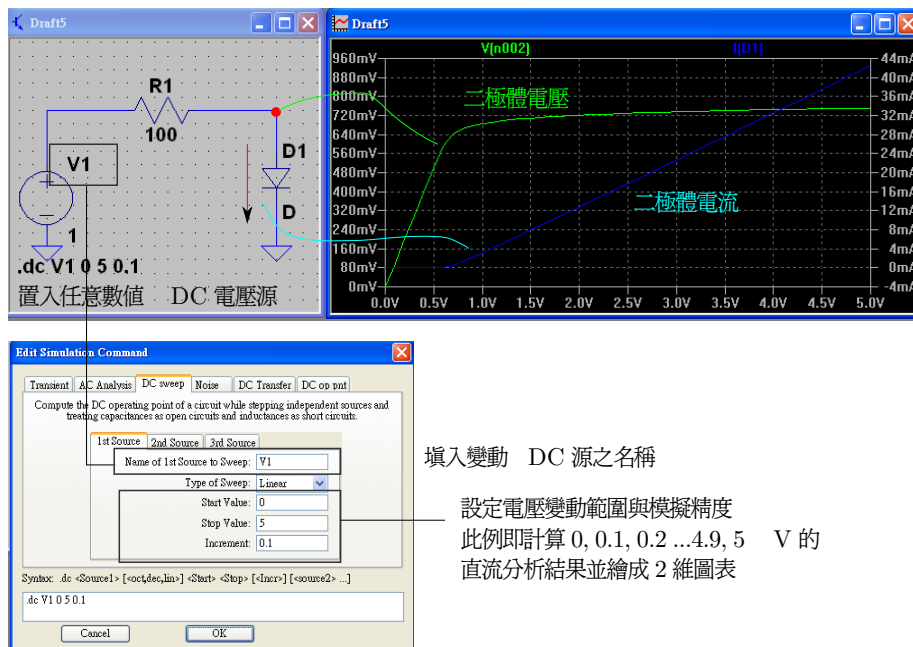 Draft5
R1
100
V1
D1
D
1
.dc V1 0 5 0.1
置入任意數值 DC 電壓源
Draft5
V(n002) I(D1)
960mV
880mV
800mV
720mV
640mV
560mV
480mV
400mV
320mV
240mV
160mV
80mV
0mV
二極體電壓
二極體電流
44mA
40mA
36mA
32mA
28mA
24mA
20mA
16mA
12mA
8mA
4mA
0mA
-4mA
0.0V 0.5V 1.0V 1.5V 2.0V 2.5V 3.0V 3.5V 4.0V 4.5V 5.0V
Edit Simulation Command
Transient AC Analysis DC sweep Noise DC Transfer DC op pnt
Compute the DC operating point of a circuit while stepping independent sources and
treating capacitances as open circuits and inductances as short circuits.
1st Source 2nd Source 3rd Source
Name of 1st Source to Sweep: V1
Type of Sweep: Linear
Start Value: 0
Stop Value: 5
Increment: 0.1
Syntax: .dc <Source1> [<oct,dec,lin>] <Start> <Stop> [<Incr>] [<source2> ...]
.dc V1 0 5 0.1
Cancel OK
填入變動 DC 源之名稱
設定電壓變動範圍與模擬精度
此例即計算 0, 0.1, 0.2 ...4.9, 5 V 的
直流分析結果並繪成 2 維圖表